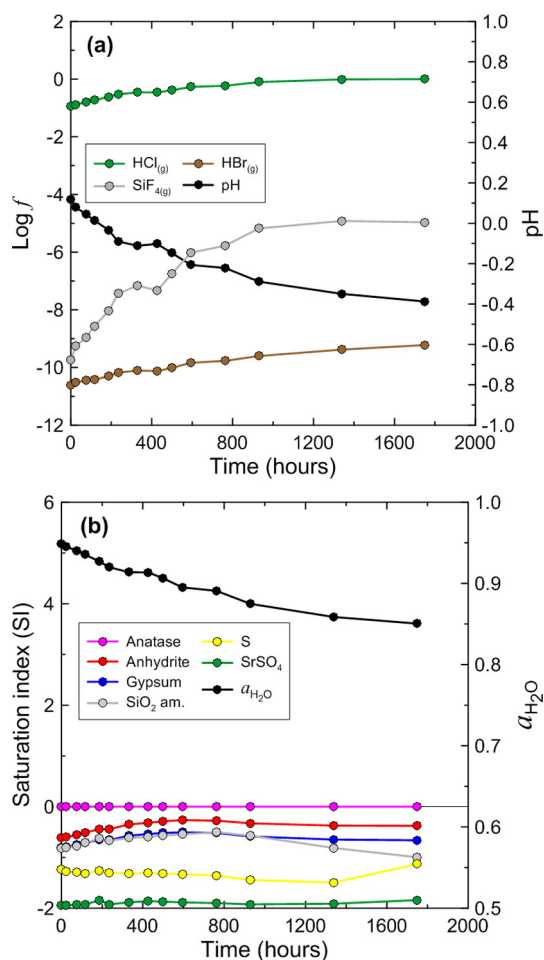 (a)
1.0
0.8
0.6
0.4
0.2
0.0
-0.2
-0.4
-0.6
-0.8
-1.0
pH
2
0
-2
-4
-6
-8
-10
-12
Log f
HCl(g)
HBr(g)
SiF4(g)
pH
0
400
800
1200
1600
2000
Time (hours)
(b)
6
4
2
0
-2
Saturation index (SI)
1.0
0.9
0.8
0.7
0.6
0.5
aH2O
Anatase
S
Anhydrite
SrSO4
Gypsum
aH2O
SiO2 am.
0
400
800
1200
1600
2000
Time (hours)